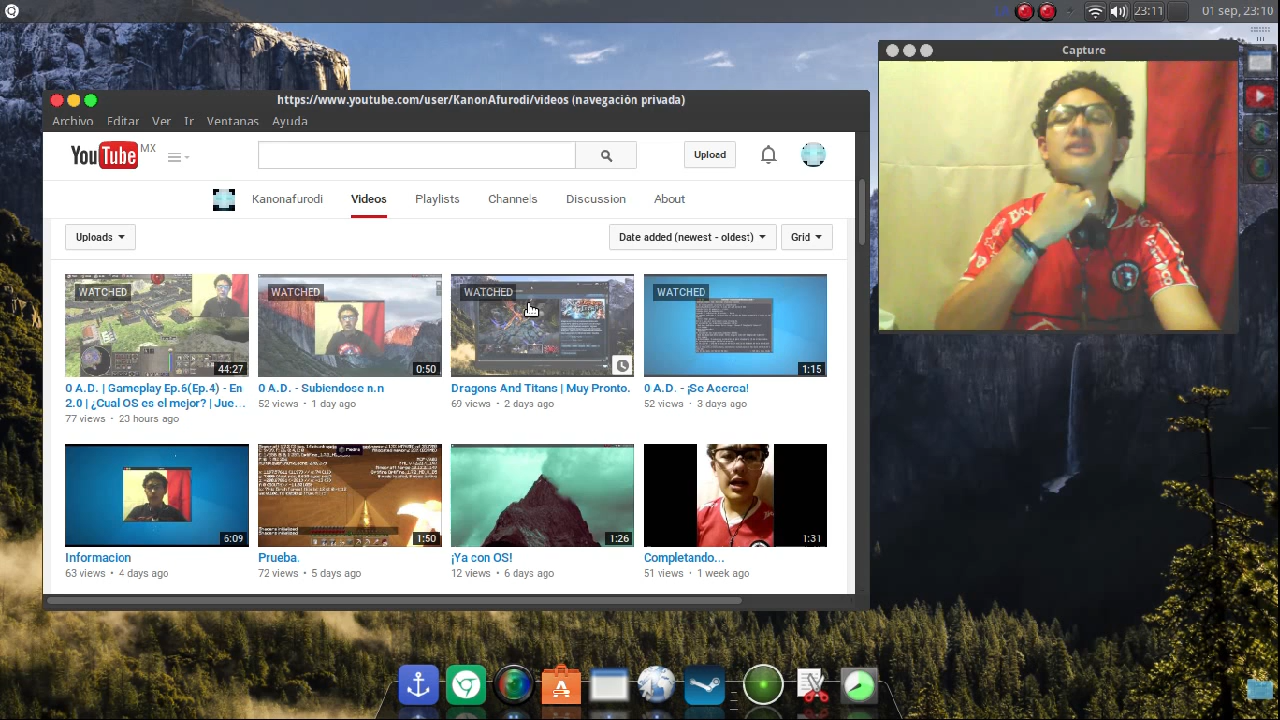 23:11
01 sep, 23:10
Capture
https://www.youtube.com/user/KanonAfurodi/videos (navegación privada)
Archivo Editar Ver Ir Ventanas Ayuda
YouTube MX
Upload
Kanonafurodi Videos Playlists Channels Discussion About
Uploads
Date added (newest - oldest)
Grid
WATCHED 44:27
WATCHED 0:50
WATCHED
WATCHED 1:15
0 A.D. | Gameplay Ep.6(Ep.4) - En
2.0 | ¿Cual OS es el mejor? | Jue...
77 views • 23 hours ago
0 A.D. - Subiendose n.n
52 views • 1 day ago
Dragons And Titans | Muy Pronto.
69 views • 2 days ago
0 A.D. - ¡Se Acerca!
52 views • 3 days ago
6:09
1:50
1:26
1:31
Informacion
63 views • 4 days ago
Prueba.
72 views • 5 days ago
¡Ya con OS!
12 views • 6 days ago
Completando...
51 views • 1 week ago